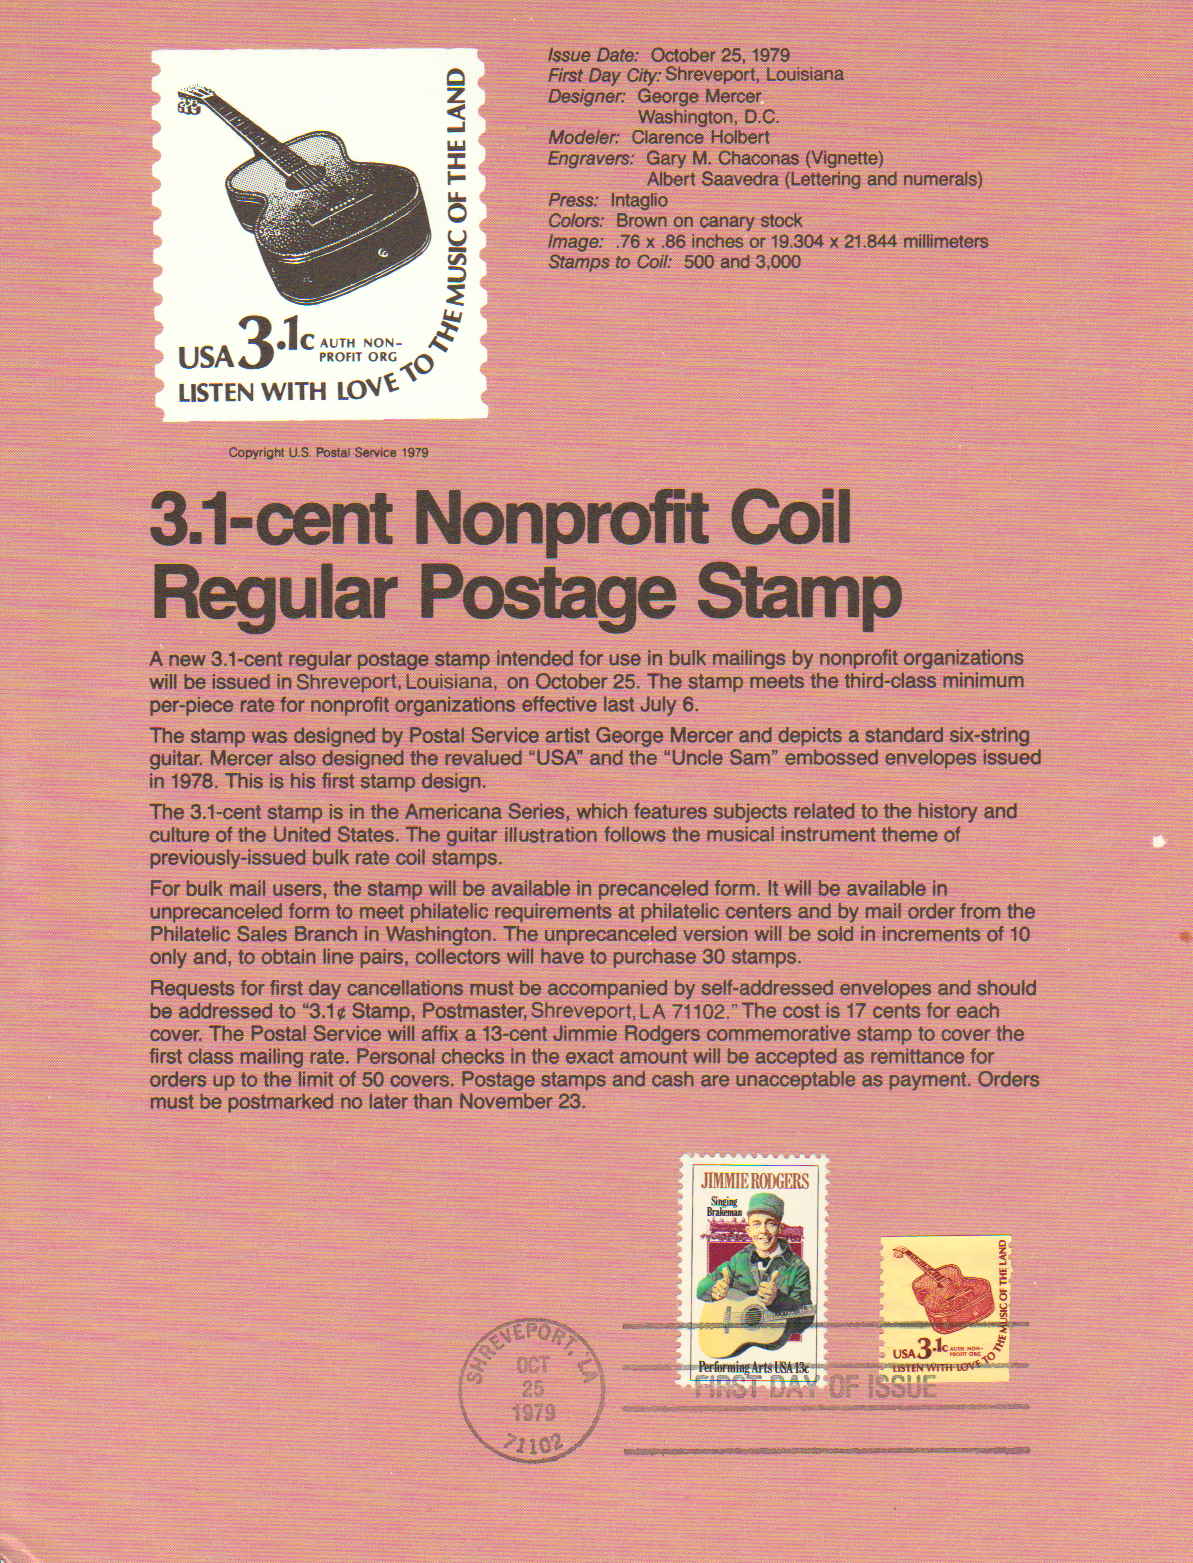 USA 3.1c AUTH NON-
PROFIT ORG
LISTEN WITH LOVE TO THE MUSIC OF THE LAND
Issue Date: October 25, 1979
First Day City: Shreveport, Louisiana
Designer: George Mercer
Washington, D.C.
Modeler: Clarence Holbert
Engravers: Gary M. Chaconas (Vignette)
Albert Saavedra (Lettering and numerals)
Press: Intaglio
Colors: Brown on canary stock
Image: .76 x .86 inches or 19.304 x 21.844 millimeters
Stamps to Coil: 500 and 3,000
Copyright U.S. Postal Service 1979
3.1-cent Nonprofit Coil
Regular Postage Stamp
A new 3.1-cent regular postage stamp intended for use in bulk mailings by nonprofit organizations
will be issued in Shreveport, Louisiana, on October 25. The stamp meets the third-class minimum
per-piece rate for nonprofit organizations effective last July 6.
The stamp was designed by Postal Service artist George Mercer and depicts a standard six-string
guitar. Mercer also designed the revalued "USA" and the "Uncle Sam" embossed envelopes issued
in 1978. This is his first stamp design.
The 3.1-cent stamp is in the Americana Series, which features subjects related to the history and
culture of the United States. The guitar illustration follows the musical instrument theme of
previously-issued bulk rate coil stamps.
For bulk mail users, the stamp will be available in precanceled form. It will be available in
unprecanceled form to meet philatelic requirements at philatelic centers and by mail order from the
Philatelic Sales Branch in Washington. The unprecanceled version will be sold in increments of 10
only and, to obtain line pairs, collectors will have to purchase 30 stamps.
Requests for first day cancellations must be accompanied by self-addressed envelopes and should
be addressed to "3.1¢ Stamp, Postmaster, Shreveport, LA 71102." The cost is 17 cents for each
cover. The Postal Service will affix a 13-cent Jimmie Rodgers commemorative stamp to cover the
first class mailing rate. Personal checks in the exact amount will be accepted as remittance for
orders up to the limit of 50 covers. Postage stamps and cash are unacceptable as payment. Orders
must be postmarked no later than November 23.
JIMMIE RODGERS
Singing
Brakeman
Performing Arts USA 13c
USA 3.1c AUTH NON-
PROFIT ORG
LISTEN WITH LOVE TO THE MUSIC OF THE LAND
SHREVEPORT, LA
OCT
25
1979
71102
FIRST DAY OF ISSUE